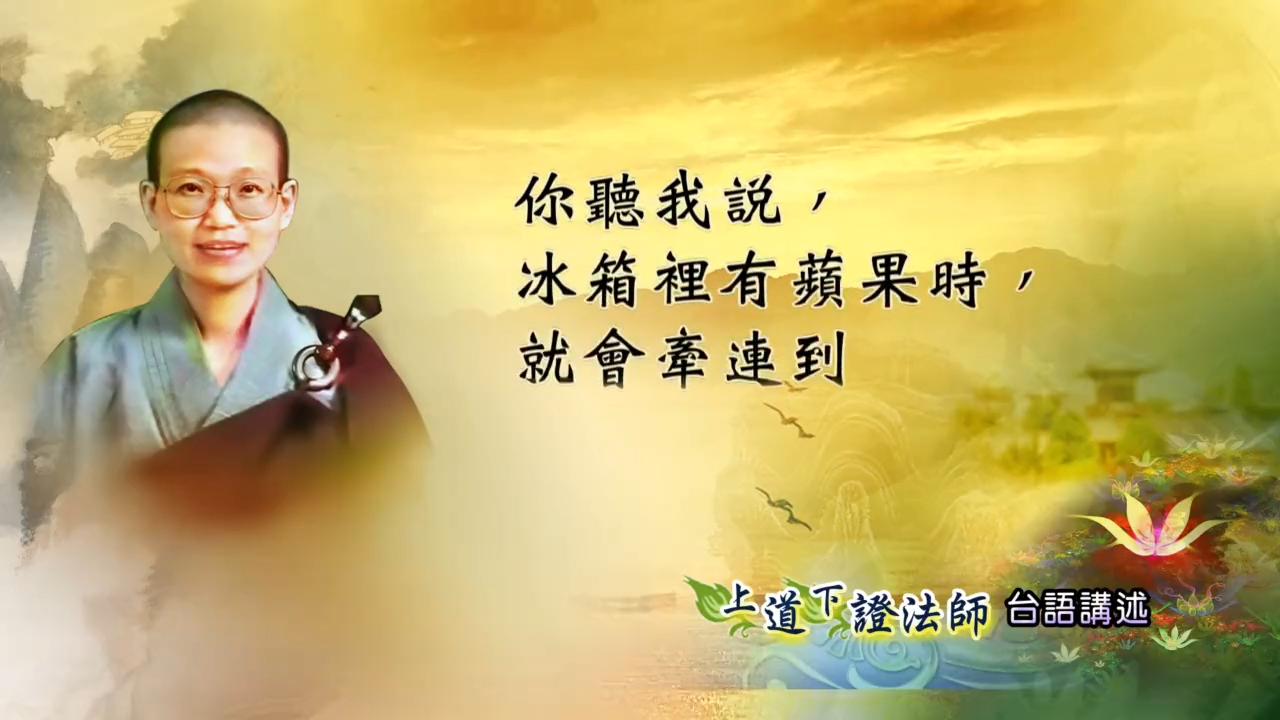 你聽我說，
冰箱裡有蘋果時，
就會牽連到
上道下證法師 台語講述